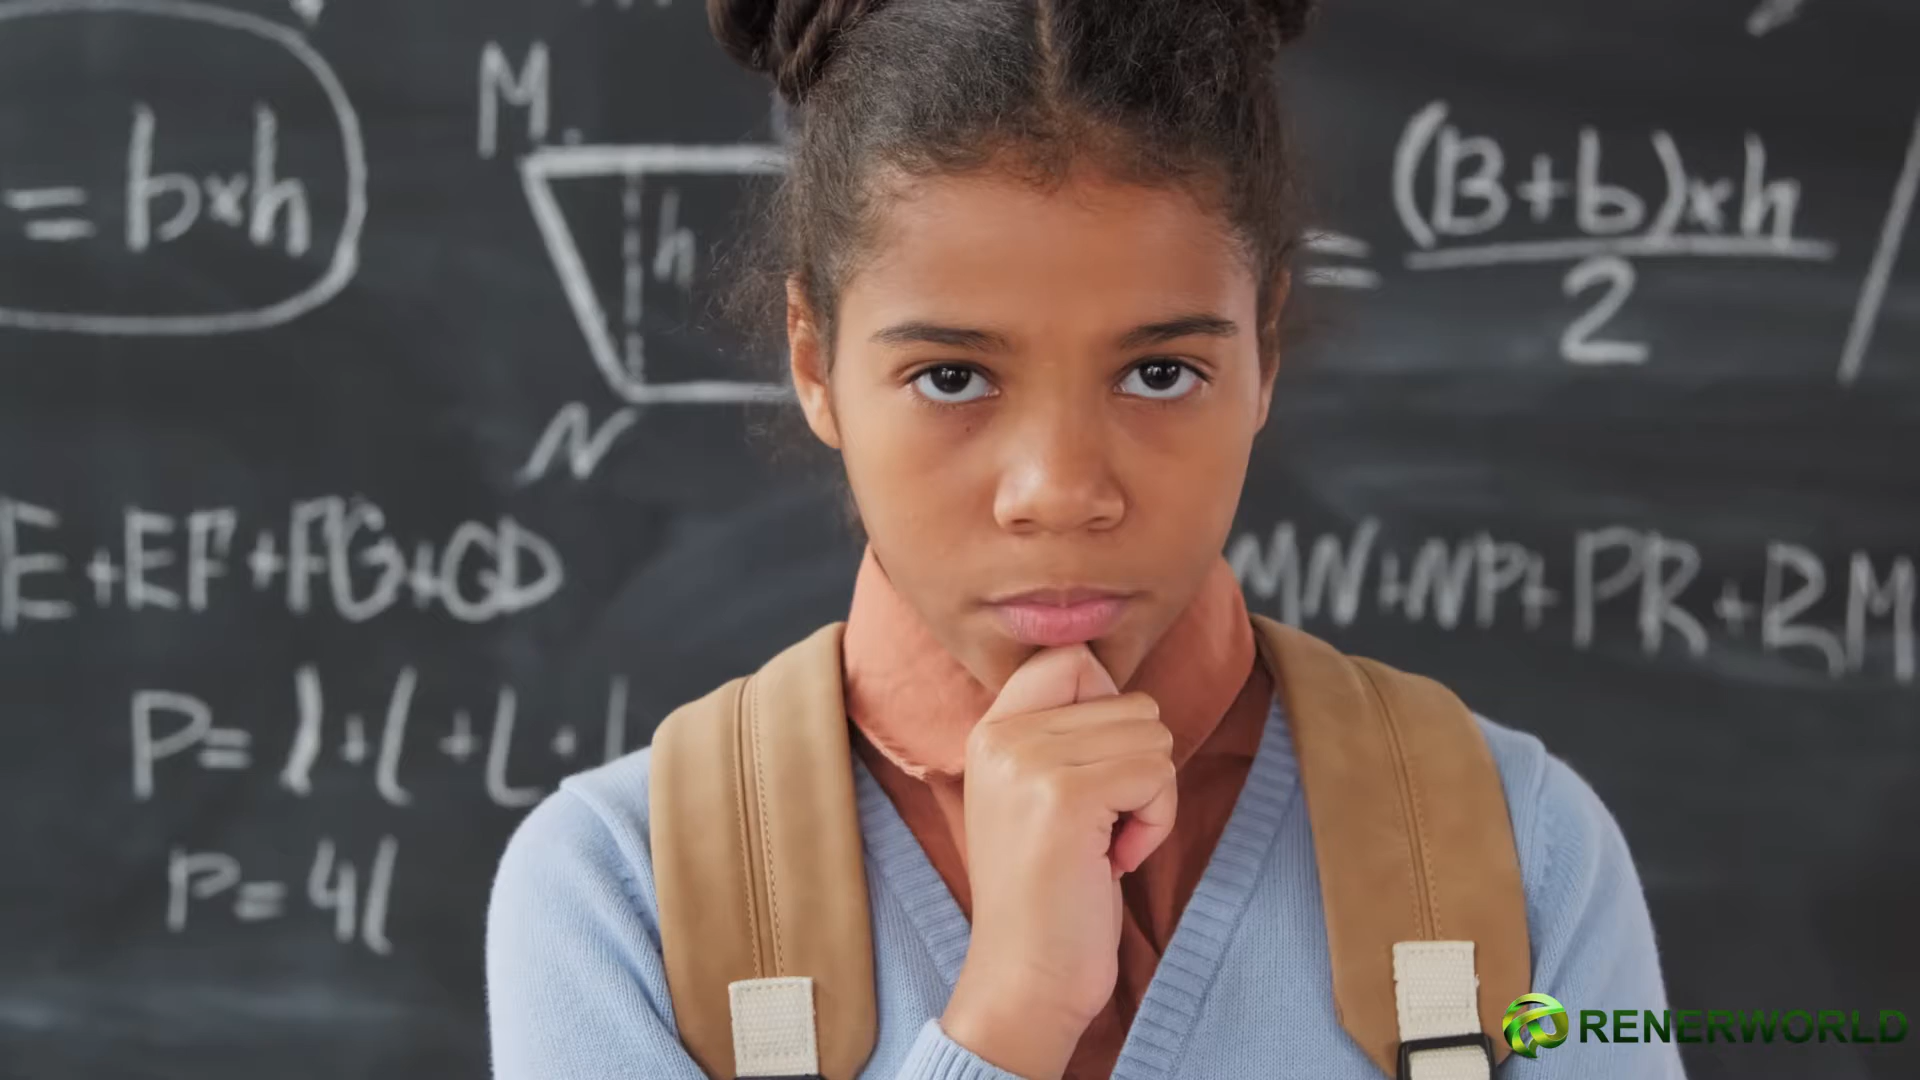 = b×h
M
h
N
= (B+b)×h / 2
E+EF+FG+GD
MN+NP+PR+RM
P= l+l+l+l
P= 4l
RENERWORLD